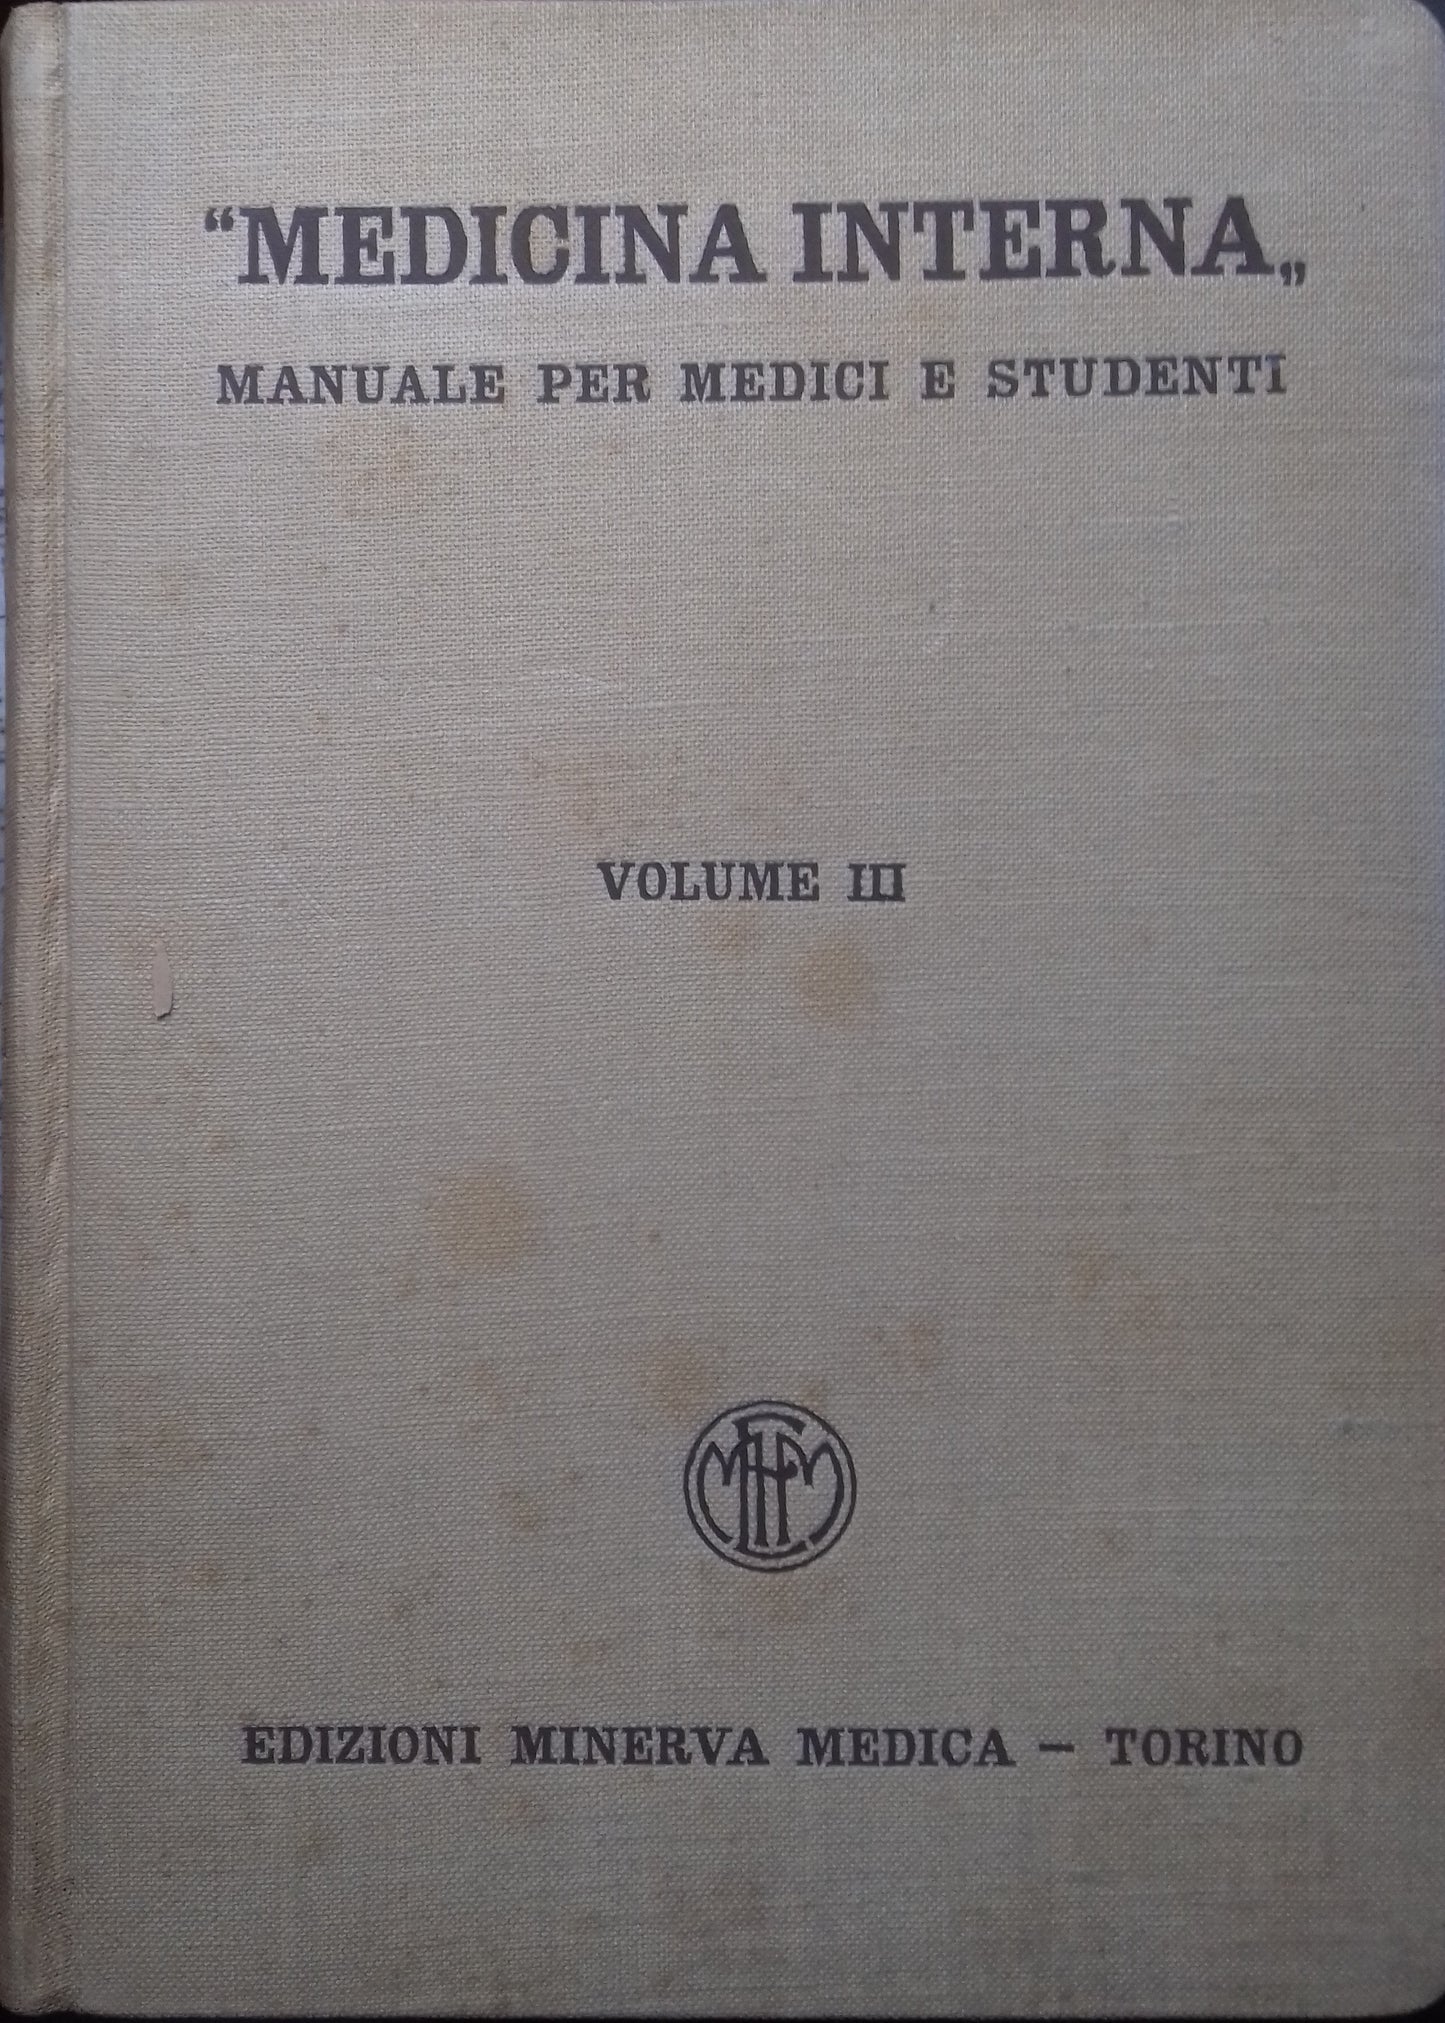 “MEDICINA INTERNA„
MANUALE PER MEDICI E STUDENTI
VOLUME III
EDIZIONI MINERVA MEDICA – TORINO